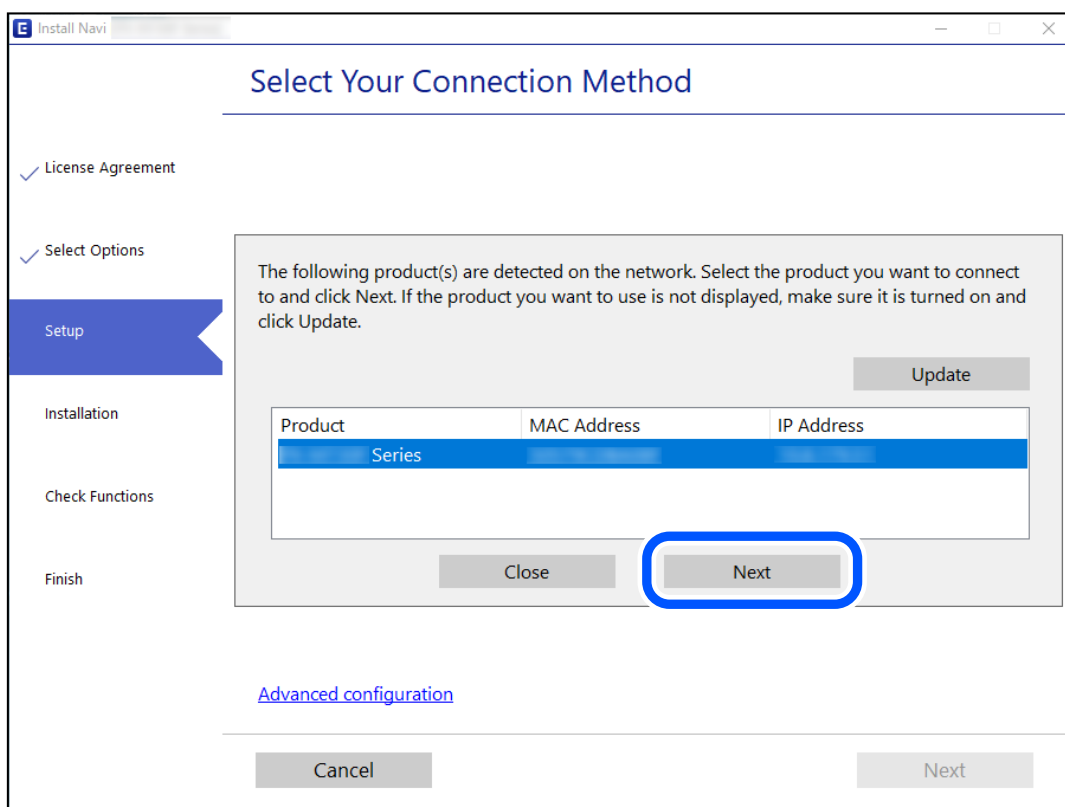 E Install Navi
Select Your Connection Method
License Agreement
Select Options
Setup
Installation
Check Functions
Finish
The following product(s) are detected on the network. Select the product you want to connect
to and click Next. If the product you want to use is not displayed, make sure it is turned on and
click Update.
Update
Product MAC Address IP Address
Series
Close Next
Advanced configuration
Cancel Next